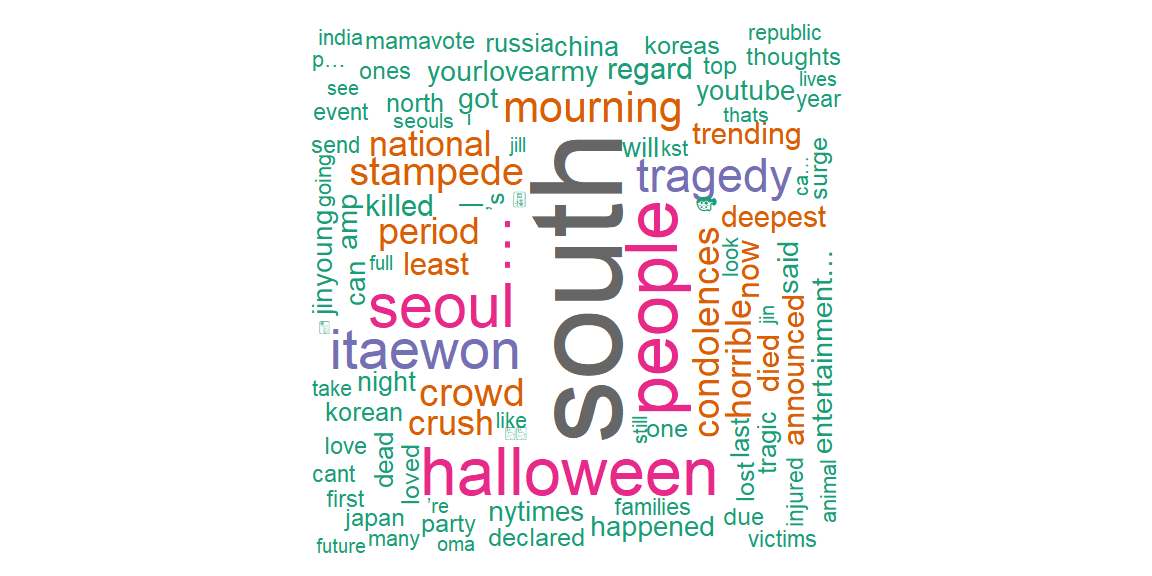 india mamavote russia china koreas republic
p… ones yourlovearmy regard top thoughts
see north got mourning youtube lives year
event seouls i thats
send national jill will kst trending
stampede tragedy ca… surge
going killed — s deepest
jinyoung amp period … people condolences look now said
can full least south
seoul horrible jin announced entertainment…
itaewon died
take night crowd
korean crush like still one last tragic
love dead loved halloween lost injured animal
cant
first 're nytimes families due
japan party declared happened victims
future many oma